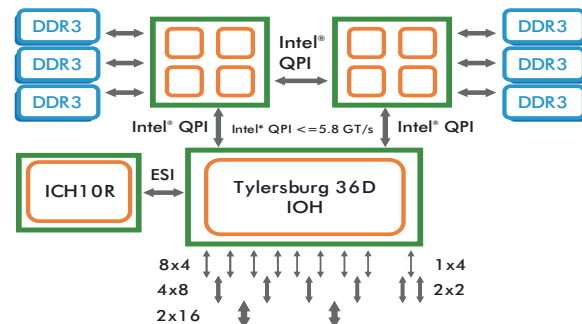 DDR3
DDR3
DDR3
Intel® QPI
DDR3
DDR3
DDR3
Intel® QPI
Intel® QPI <=5.8 GT/s
Intel® QPI
ICH10R
ESI
Tylersburg 36D
IOH
8x4
1x4
4x8
2x2
2x16